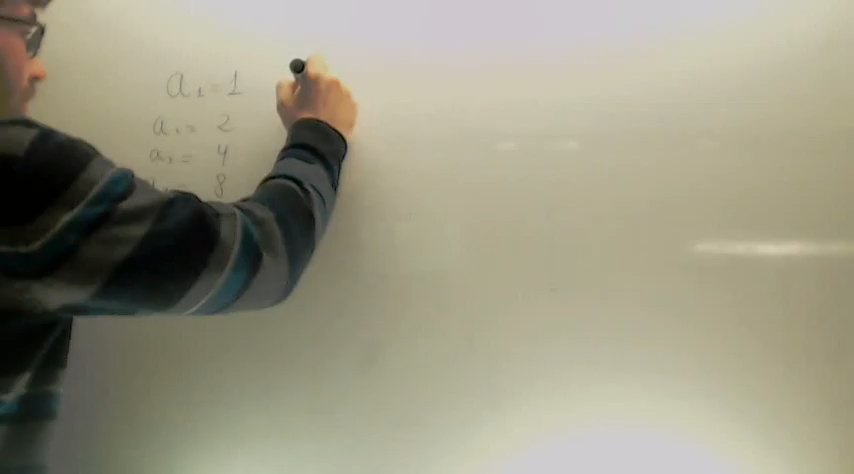 a₁ = 1
a₂ = 2
a₃ = 4
= 8